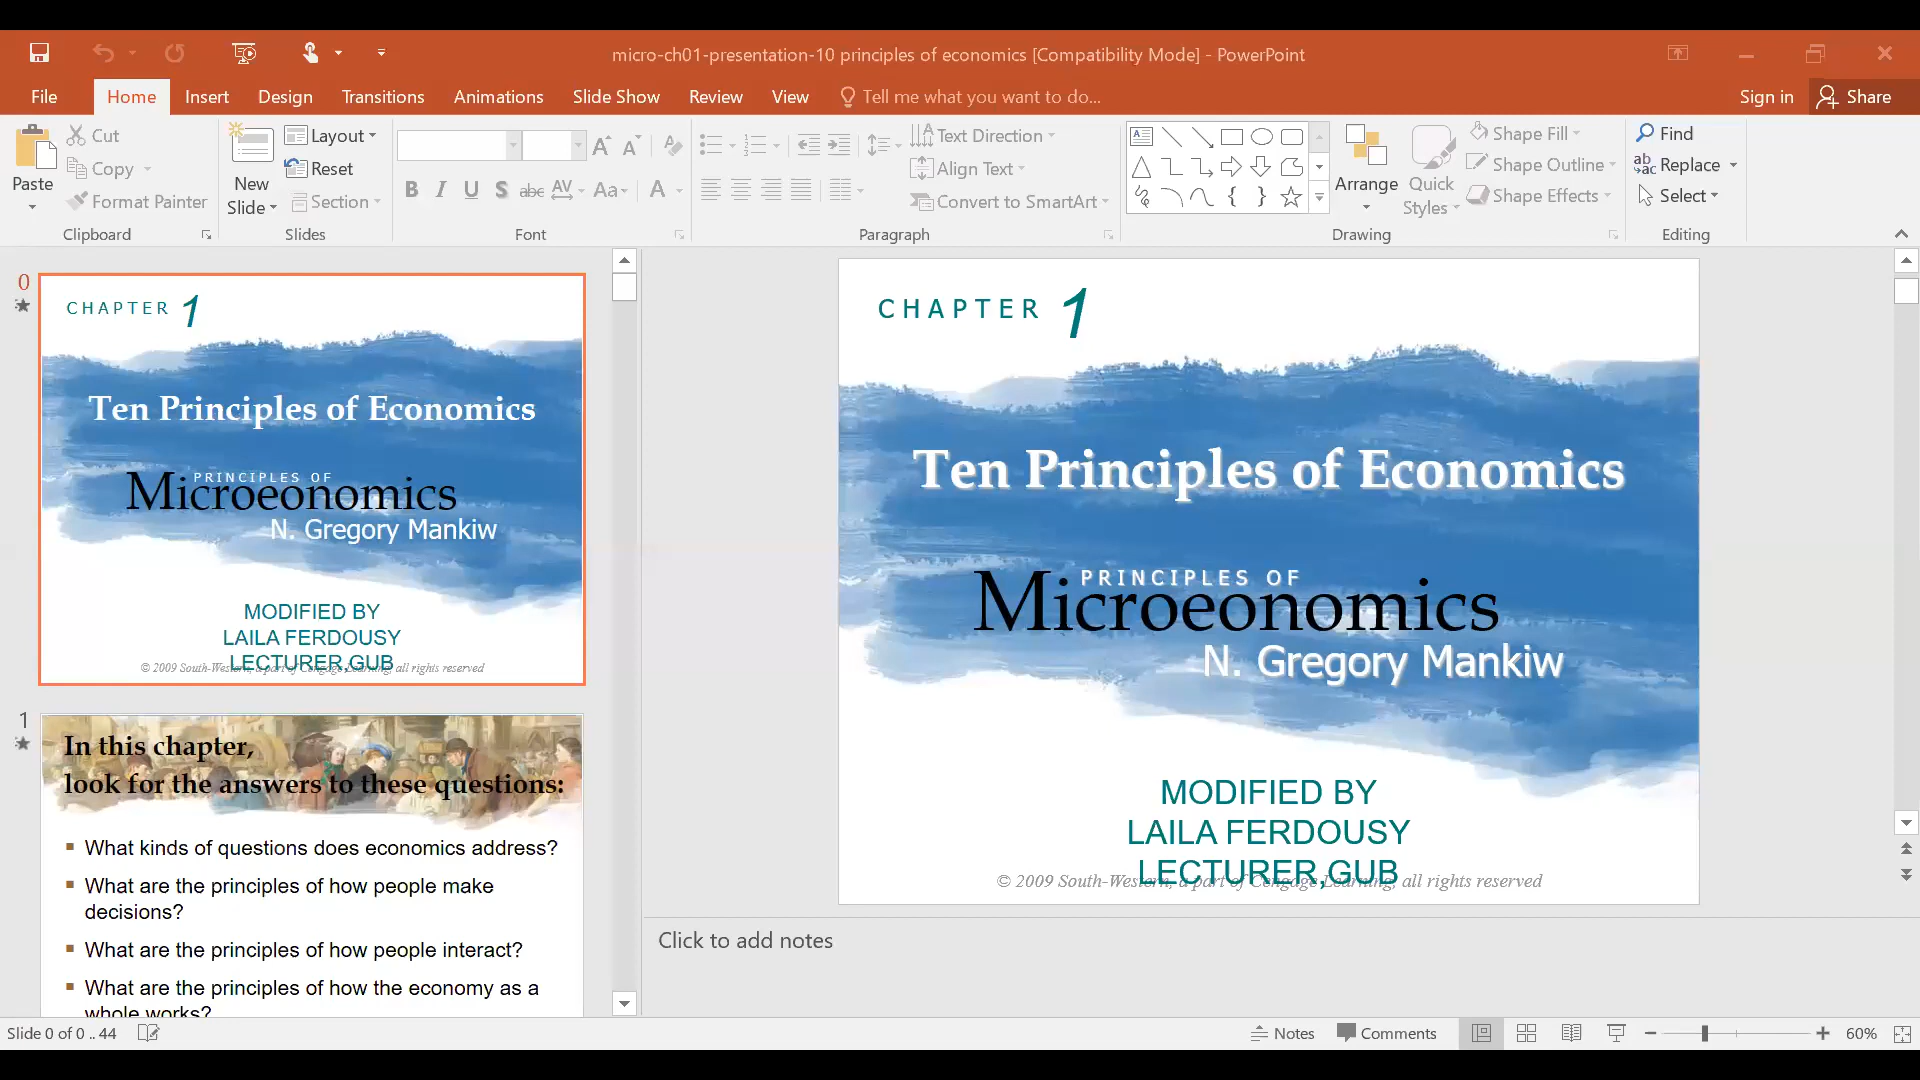 micro-ch01-presentation-10 principles of economics [Compatibility Mode] - PowerPoint
File Home Insert Design Transitions Animations Slide Show Review View Tell me what you want to do... Sign in Share
Paste
Cut
Copy
Format Painter
Clipboard
New Slide
Layout
Reset
Section
Slides
B I U S abc AV Aa A
Font
Text Direction
Align Text
Convert to SmartArt
Paragraph
Arrange
Quick Styles
Shape Fill
Shape Outline
Shape Effects
Drawing
Find
Replace
Select
Editing
0
CHAPTER 1
Ten Principles of Economics
PRINCIPLES OF
Microeonomics
N. Gregory Mankiw
MODIFIED BY
LAILA FERDOUSY
LECTURER,GUB
© 2009 South-Western, a part of Cengage Learning, all rights reserved
1
In this chapter,
look for the answers to these questions:
What kinds of questions does economics address?
What are the principles of how people make
decisions?
What are the principles of how people interact?
What are the principles of how the economy as a
whole works?
CHAPTER 1
Ten Principles of Economics
PRINCIPLES OF
Microeonomics
N. Gregory Mankiw
MODIFIED BY
LAILA FERDOUSY
LECTURER,GUB
© 2009 South-Western, a part of Cengage Learning, all rights reserved
Click to add notes
Slide 0 of 0 .. 44 Notes Comments 60%